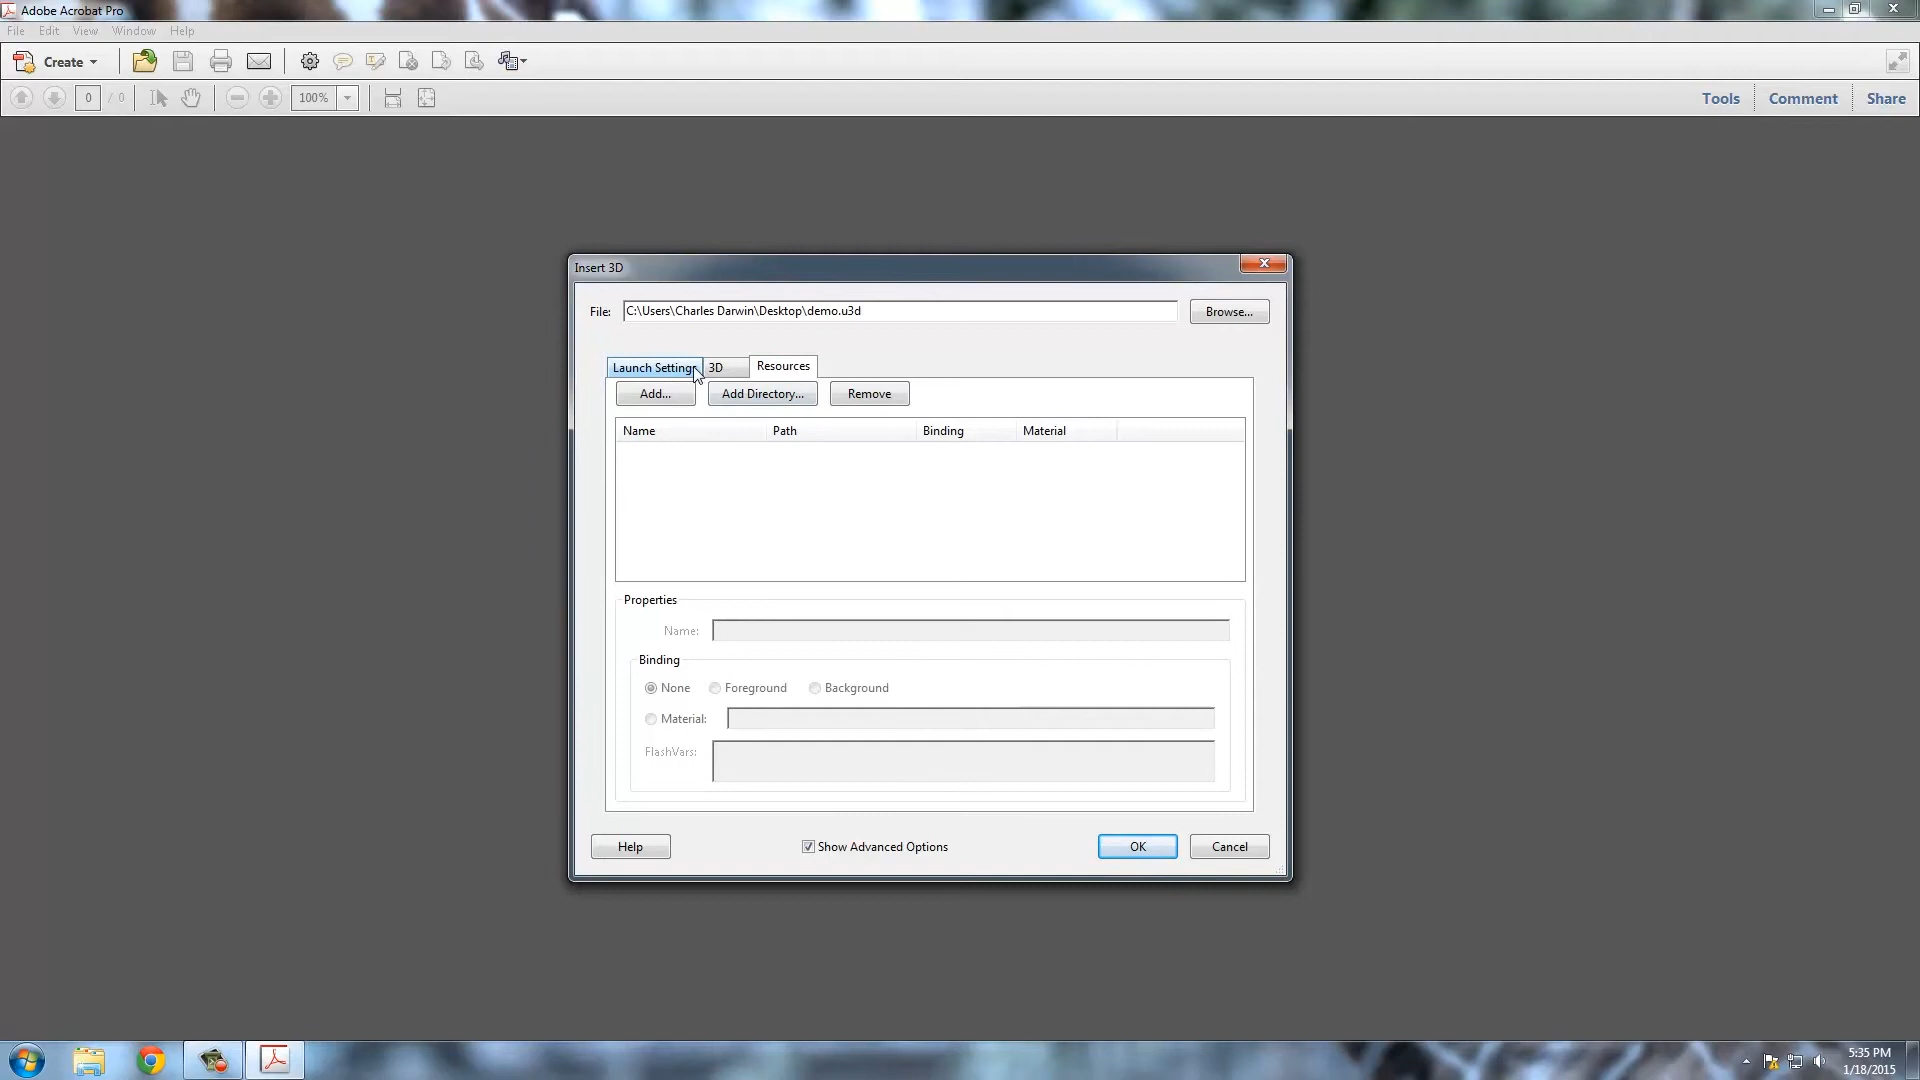 Adobe Acrobat Pro
File Edit View Window Help
Create
0 / 0 100% Tools Comment Share
Insert 3D
File: C:\Users\Charles Darwin\Desktop\demo.u3d Browse...
Launch Settings 3D Resources
Add... Add Directory... Remove
Name Path Binding Material
Properties
Name:
Binding
None Foreground Background
Material:
FlashVars:
Help Show Advanced Options OK Cancel
5:35 PM
1/18/2015